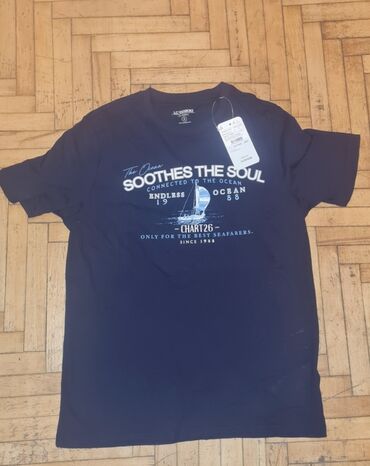 The Ocean
SOOTHES THE SOUL
CONNECTED TO THE OCEAN
ENDLESS OCEAN
19 88
- CHART26 -
ONLY FOR THE BEST SEAFARERS-
SINCE 1988